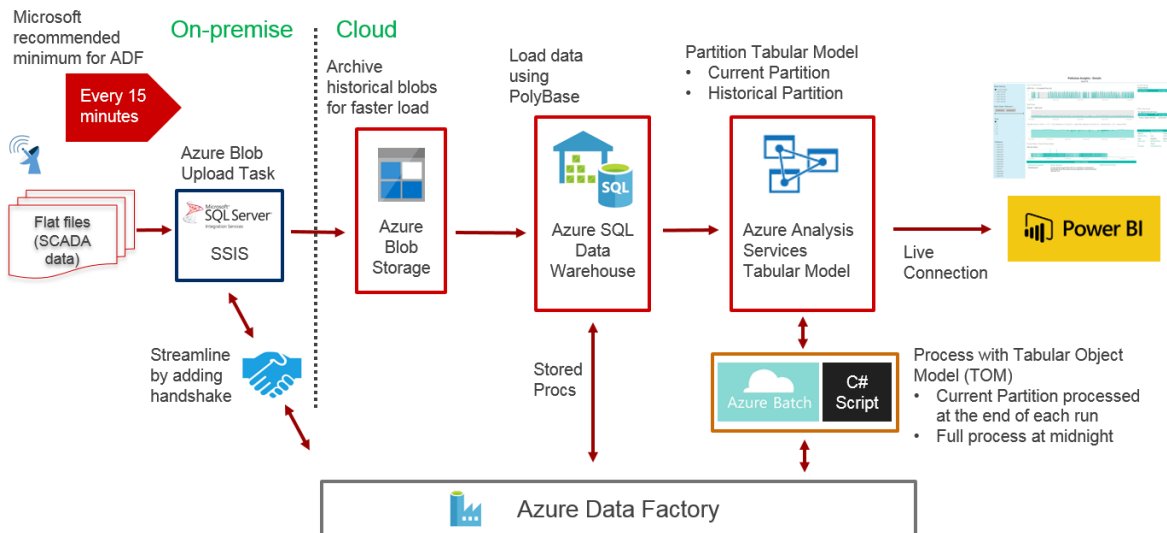 Microsoft
recommended
minimum for ADF
On-premise
Cloud
Every 15
minutes
Archive
historical blobs
for faster load
Load data
using
PolyBase
Partition Tabular Model
• Current Partition
• Historical Partition
Azure Blob
Upload Task
Flat files
(SCADA
data)
Microsoft
SQL Server
Integration Services
SSIS
Azure
Blob
Storage
SQL
Azure SQL
Data
Warehouse
Azure Analysis
Services
Tabular Model
Live
Connection
Power BI
Streamline
by adding
handshake
Stored
Procs
Azure Batch
C#
Script
Process with Tabular Object
Model (TOM)
• Current Partition processed
at the end of each run
• Full process at midnight
Azure Data Factory